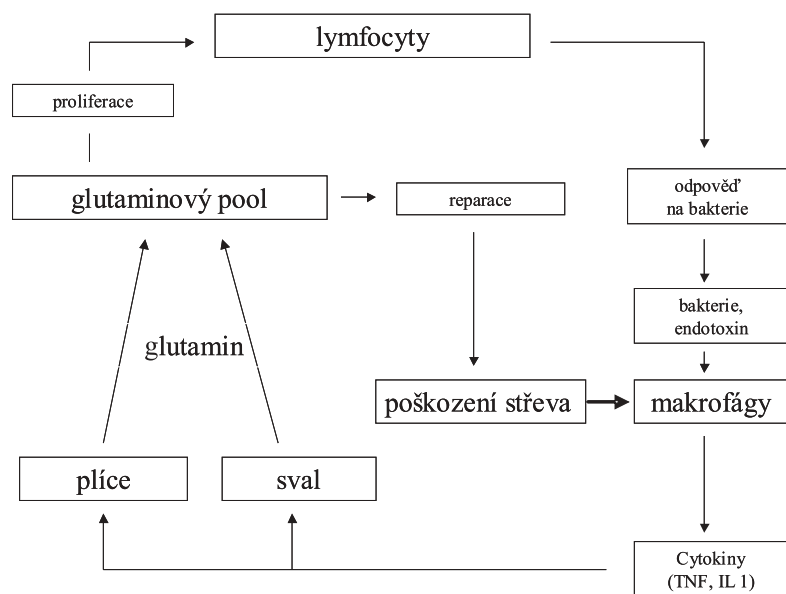 lymfocyty
proliferace
glutaminový pool
reparace
odpověď
na bakterie
bakterie,
endotoxin
glutamin
poškození střeva
makrofágy
plíce
sval
Cytokiny
(TNF, IL 1)